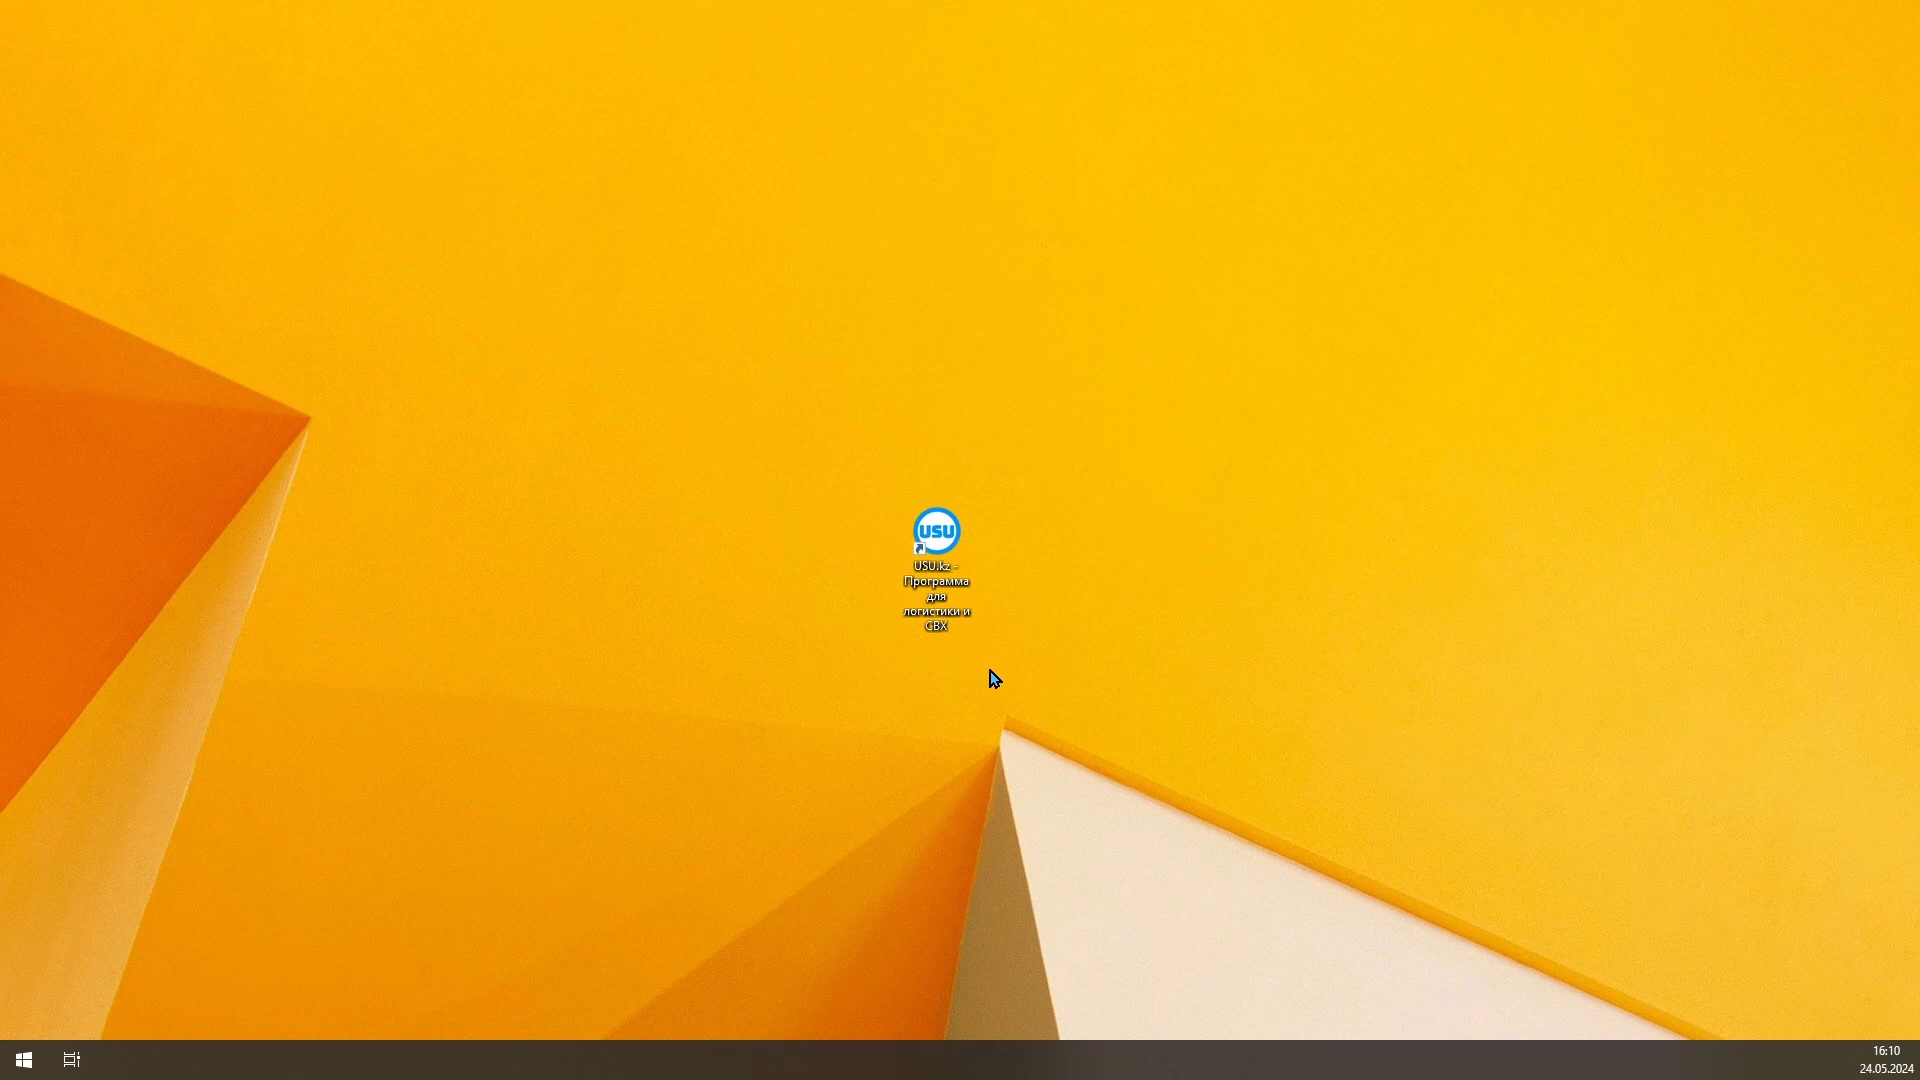 USU
USU.kz -
Программа
для
логистики и
СВХ
16:10
24.05.2024